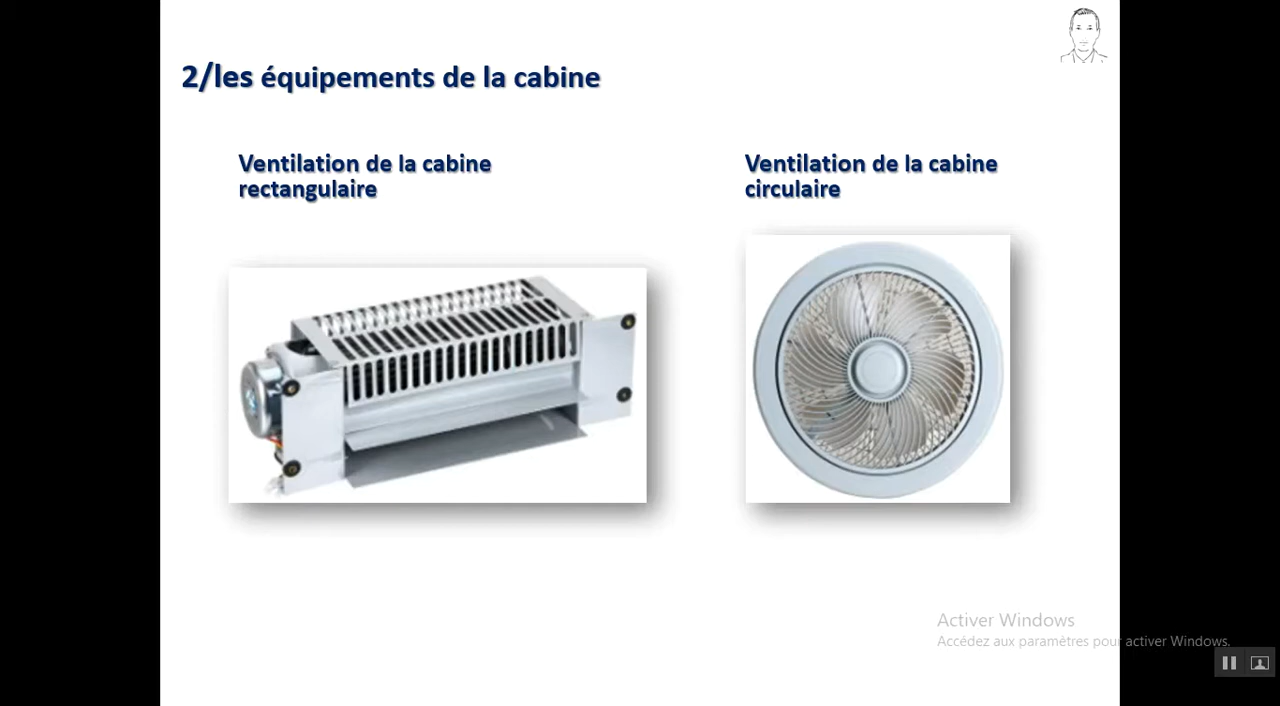 2/les équipements de la cabine
Ventilation de la cabine
rectangulaire
Ventilation de la cabine
circulaire
Activer Windows
Accédez aux paramètres pour activer Windows.